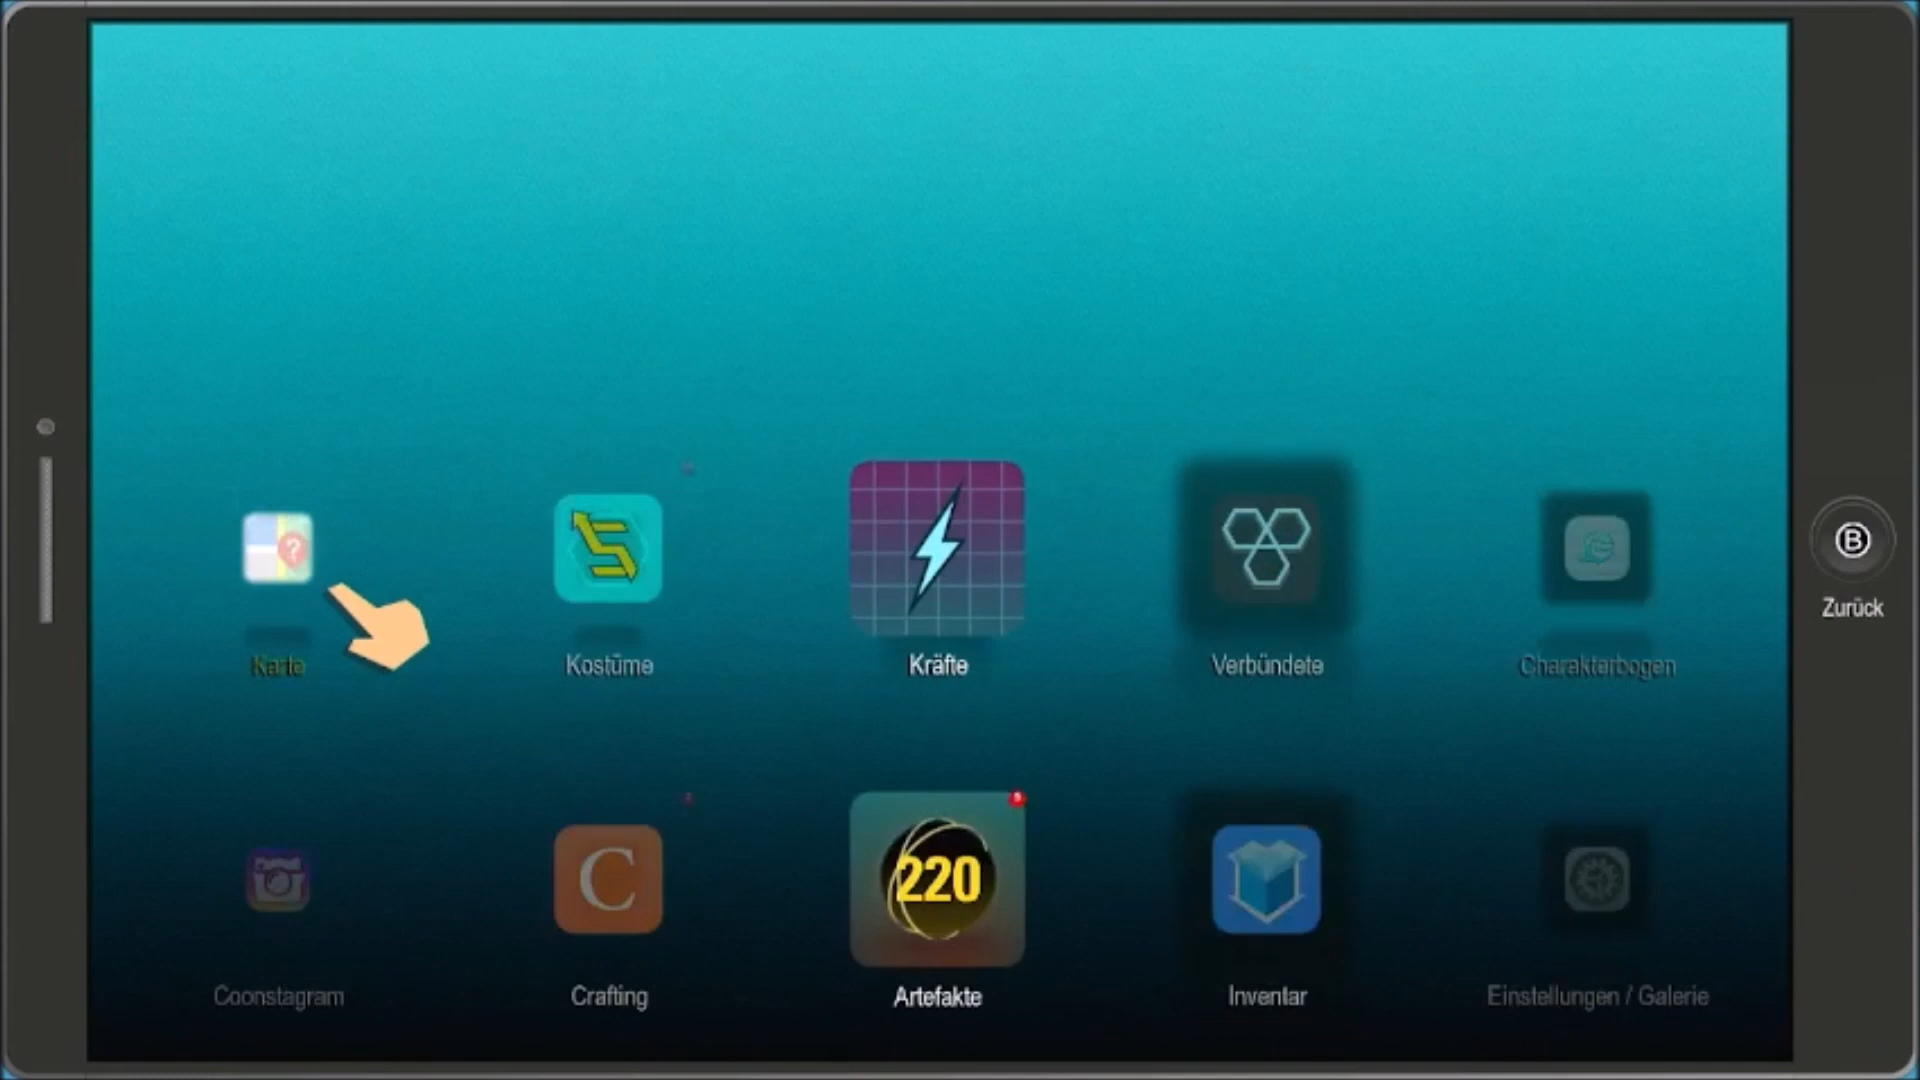 ?
B
Zurück
Karte
Kostüme
Kräfte
Verbündete
Charakterbogen
C
220
Coonstagram
Crafting
Artefakte
Inventar
Einstellungen / Galerie